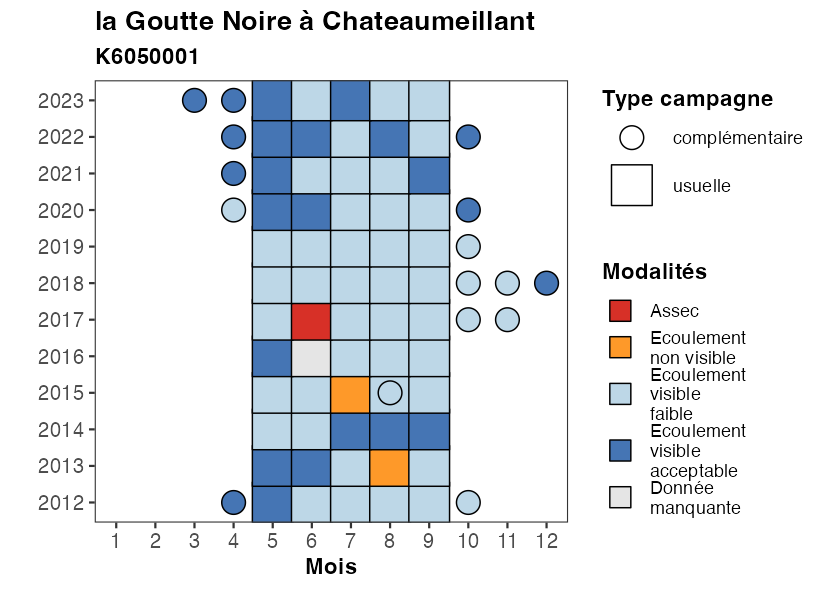 la Goutte Noire à Chateaumeillant
K6050001
2023
2022
2021
2020
2019
2018
2017
2016
2015
2014
2013
2012
1 2 3 4 5 6 7 8 9 10 11 12
Mois
Type campagne
complémentaire
usuelle
Modalités
Assec
Ecoulement
non visible
Ecoulement
visible
faible
Ecoulement
visible
acceptable
Donnée
manquante